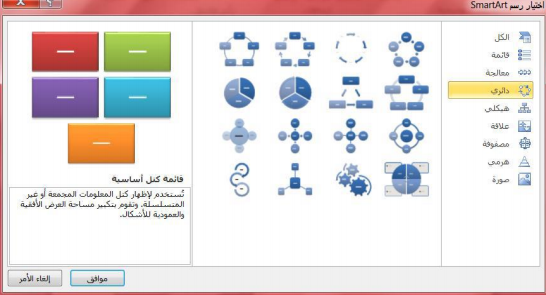 اختيار رسم SmartArt
الكل
قائمة
معالجة
دائري
هيكلي
علاقة
مصفوفة
هرمي
صورة
قائمة كتل أساسية
تُستخدم لإظهار كتل المعلومات المجمعة أو غير
المتسلسلة. وتقوم بتكبير مساحة العرض الأفقية
والعمودية للأشكال.
موافق
إلغاء الأمر